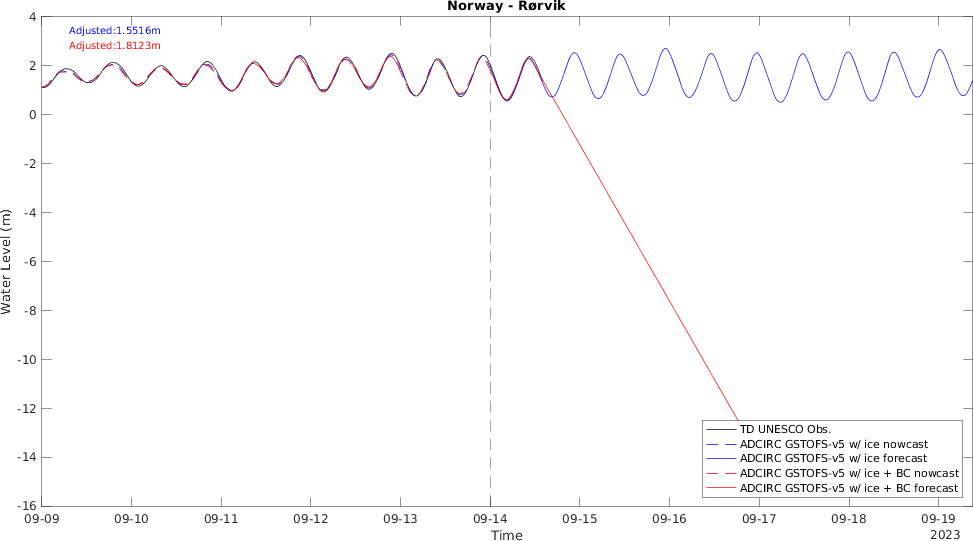 Norway - Rørvik
Adjusted:1.5516m
Adjusted:1.8123m
4
2
0
-2
-4
-6
-8
-10
-12
-14
-16
Water Level (m)
TD UNESCO Obs.
ADCIRC GSTOFS-v5 w/ ice nowcast
ADCIRC GSTOFS-v5 w/ ice forecast
ADCIRC GSTOFS-v5 w/ ice + BC nowcast
ADCIRC GSTOFS-v5 w/ ice + BC forecast
09-09 09-10 09-11 09-12 09-13 09-14 09-15 09-16 09-17 09-18 09-19
Time
2023